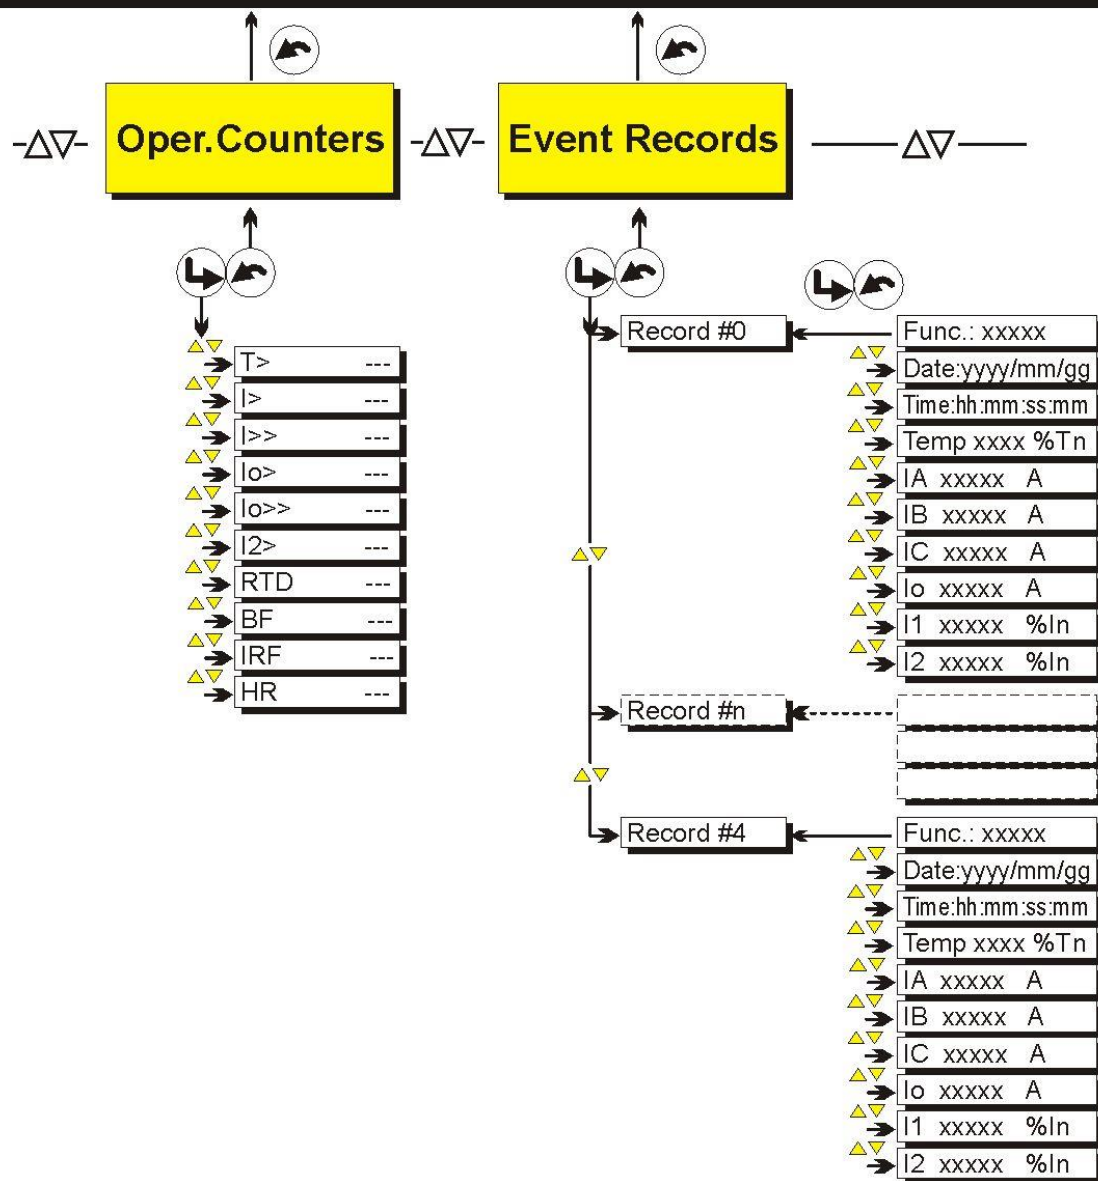 Oper.Counters
Event Records
T> ---
I> ---
I>> ---
Io> ---
Io>> ---
I2> ---
RTD ---
BF ---
IRF ---
HR ---
Record #0
Func.: xxxxx
Date:yyyy/mm/gg
Time:hh:mm:ss:mm
Temp xxxx %Tn
IA xxxxx A
IB xxxxx A
IC xxxxx A
Io xxxxx A
I1 xxxxx %In
I2 xxxxx %In
Record #n
Record #4
Func.: xxxxx
Date:yyyy/mm/gg
Time:hh:mm:ss:mm
Temp xxxx %Tn
IA xxxxx A
IB xxxxx A
IC xxxxx A
Io xxxxx A
I1 xxxxx %In
I2 xxxxx %In